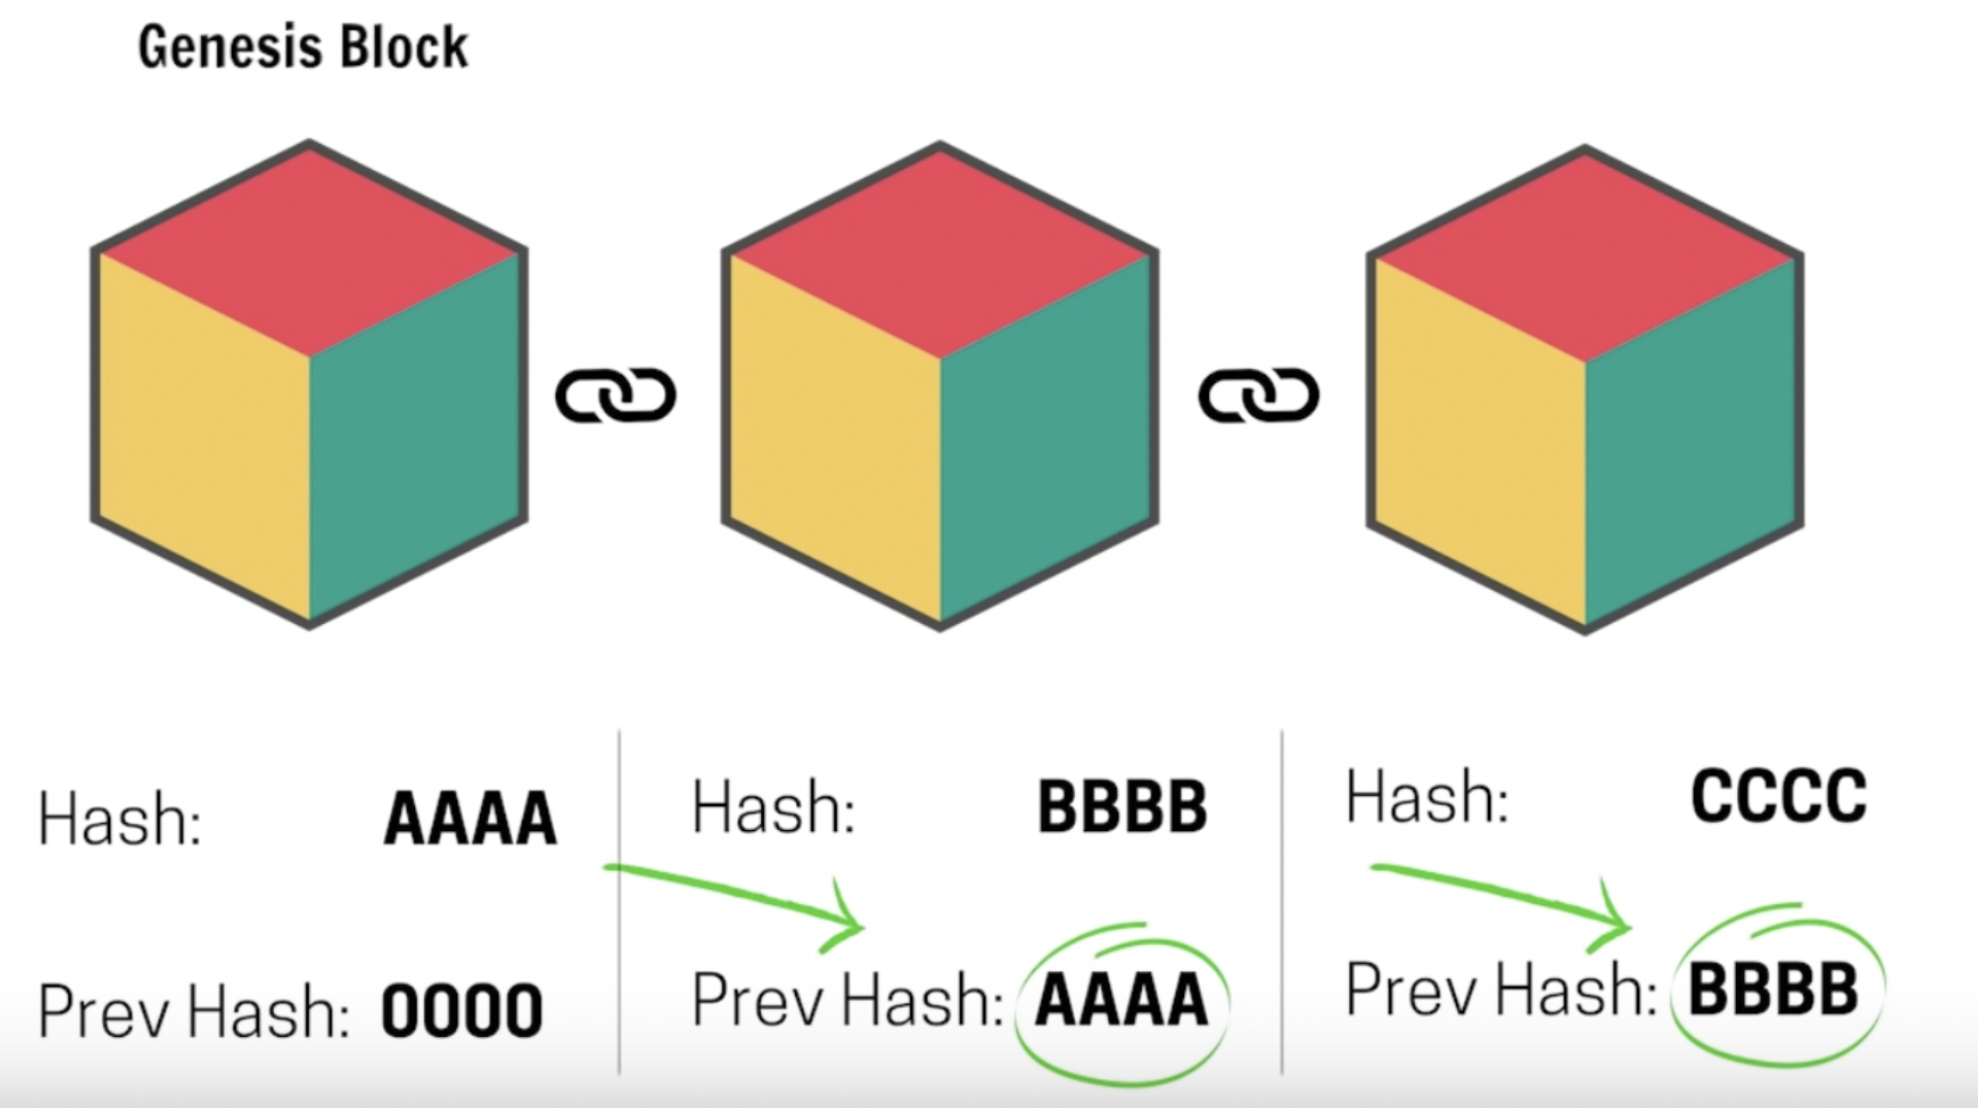 Genesis Block
Hash: AAAA
Prev Hash: 0000
Hash: BBBB
Prev Hash: AAAA
Hash: CCCC
Prev Hash: BBBB